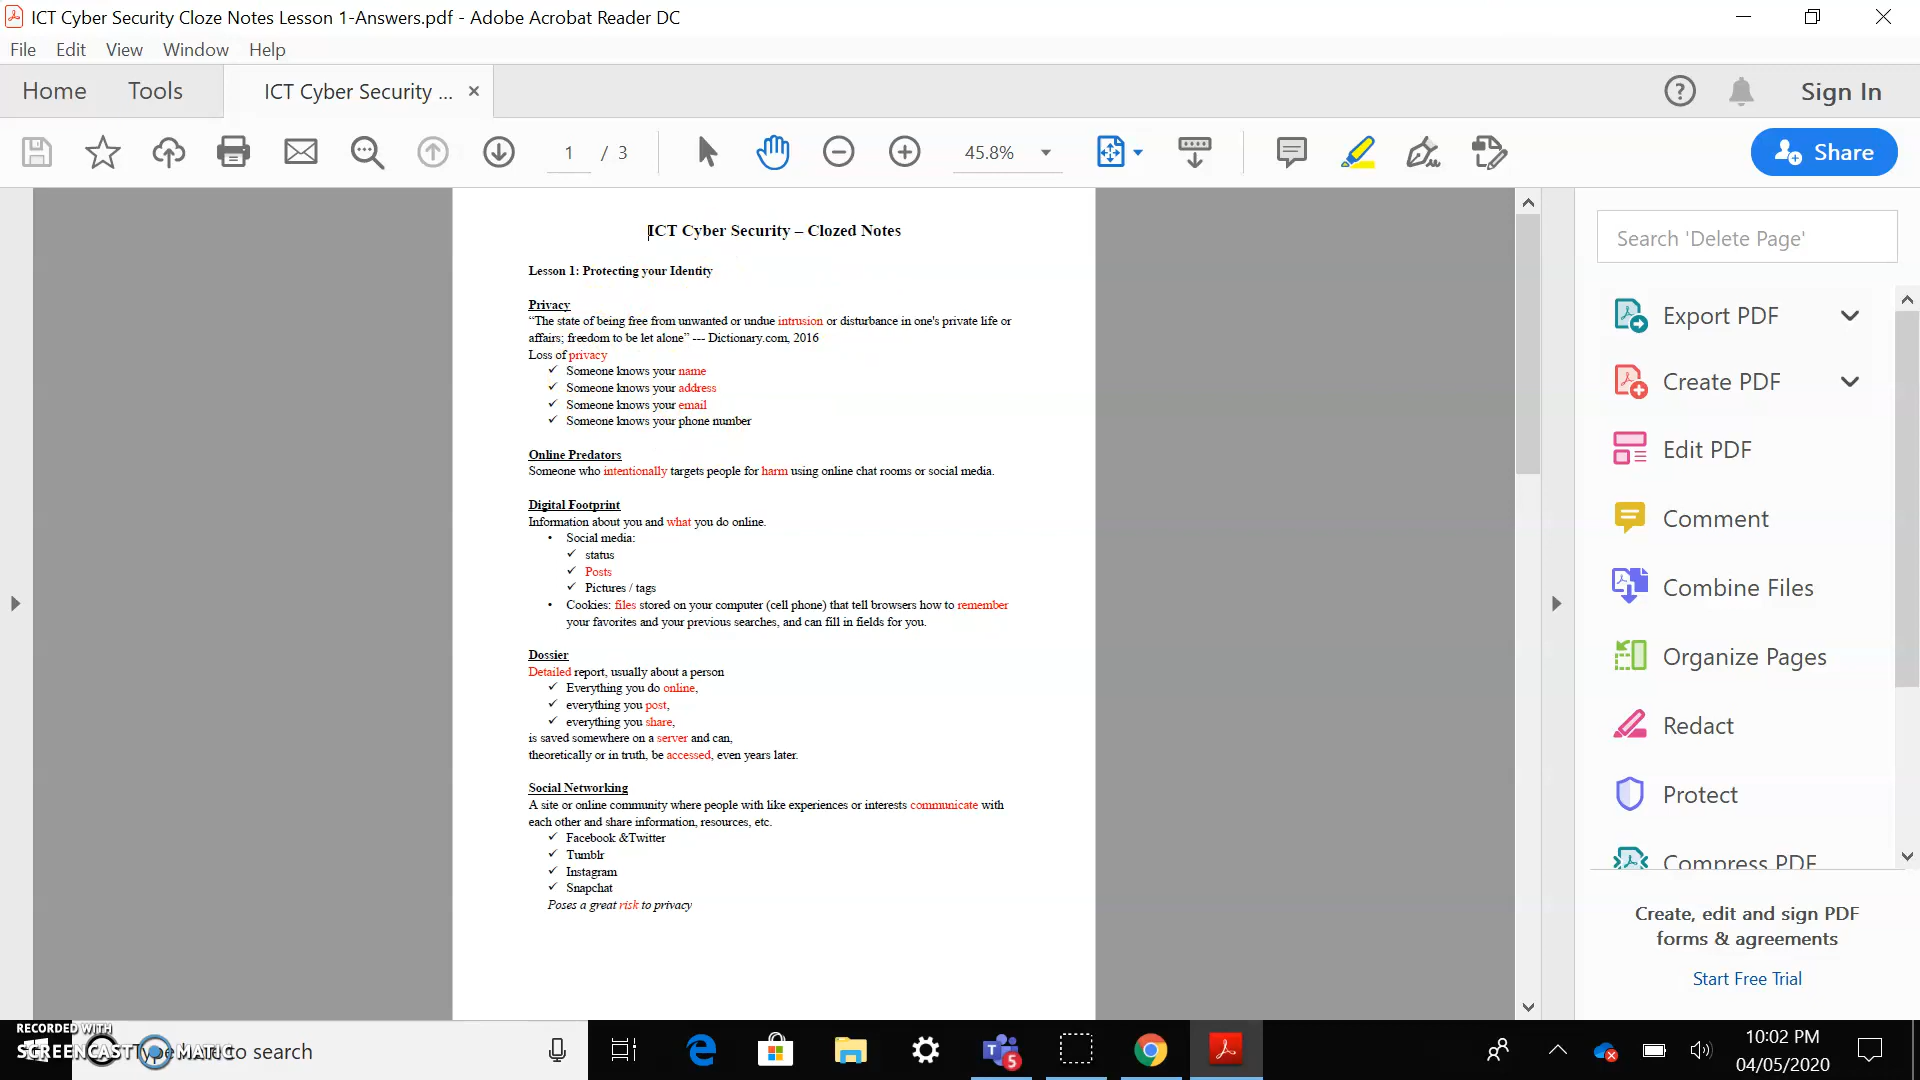 ICT Cyber Security Cloze Notes Lesson 1-Answers.pdf - Adobe Acrobat Reader DC
File Edit View Window Help
Home Tools ICT Cyber Security ... × Sign In
1 / 3 45.8% Share
ICT Cyber Security – Clozed Notes
Lesson 1: Protecting your Identity
Privacy
“The state of being free from unwanted or undue intrusion or disturbance in one's private life or
affairs; freedom to be let alone” --- Dictionary.com, 2016
Loss of privacy
✓ Someone knows your name
✓ Someone knows your address
✓ Someone knows your email
✓ Someone knows your phone number
Online Predators
Someone who intentionally targets people for harm using online chat rooms or social media.
Digital Footprint
Information about you and what you do online.
• Social media:
✓ status
✓ Posts
✓ Pictures / tags
• Cookies: files stored on your computer (cell phone) that tell browsers how to remember
your favorites and your previous searches, and can fill in fields for you.
Dossier
Detailed report, usually about a person
✓ Everything you do online,
✓ everything you post,
✓ everything you share,
is saved somewhere on a server and can,
theoretically or in truth, be accessed, even years later.
Social Networking
A site or online community where people with like experiences or interests communicate with
each other and share information, resources, etc.
✓ Facebook &Twitter
✓ Tumblr
✓ Instagram
✓ Snapchat
Poses a great risk to privacy
Search 'Delete Page'
Export PDF
Create PDF
Edit PDF
Comment
Combine Files
Organize Pages
Redact
Protect
Compress PDF
Create, edit and sign PDF
forms & agreements
Start Free Trial
RECORDED WITH
SCREENCAST MATIC
to search
5
10:02 PM
04/05/2020